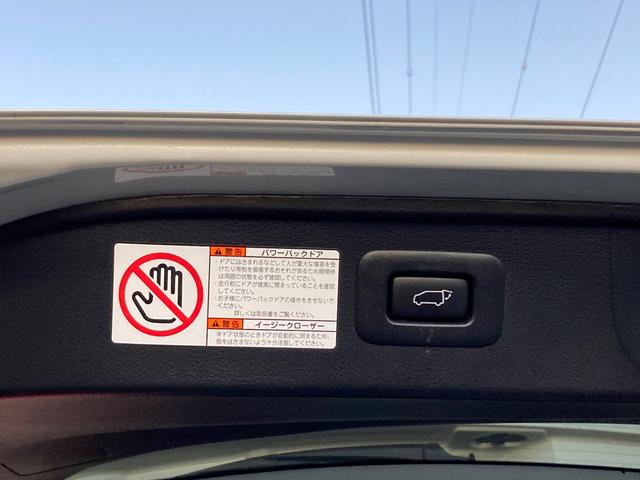 警告 パワーバックドア
・ドアにはさまれるなどして人が重大な傷害を受
けたり荷物を損傷するおそれがあるため開閉時
は周囲の状態を必ず確認してください。
・走行前にドアが確実に閉まっていることを確認
してください。
・お子様にパワーバックドアの操作をさせないで
ください。
詳しくは取扱書をご覧ください。
警告 イージークローザー
半ドア状態のときドアが自動的に閉まるため、
指をはさまないよう十分注意してください。